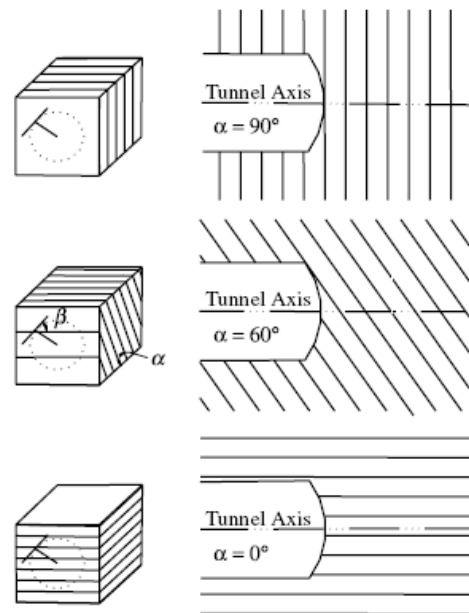 Tunnel Axis
α = 90°
β
Tunnel Axis
α = 60°
α
Tunnel Axis
α = 0°